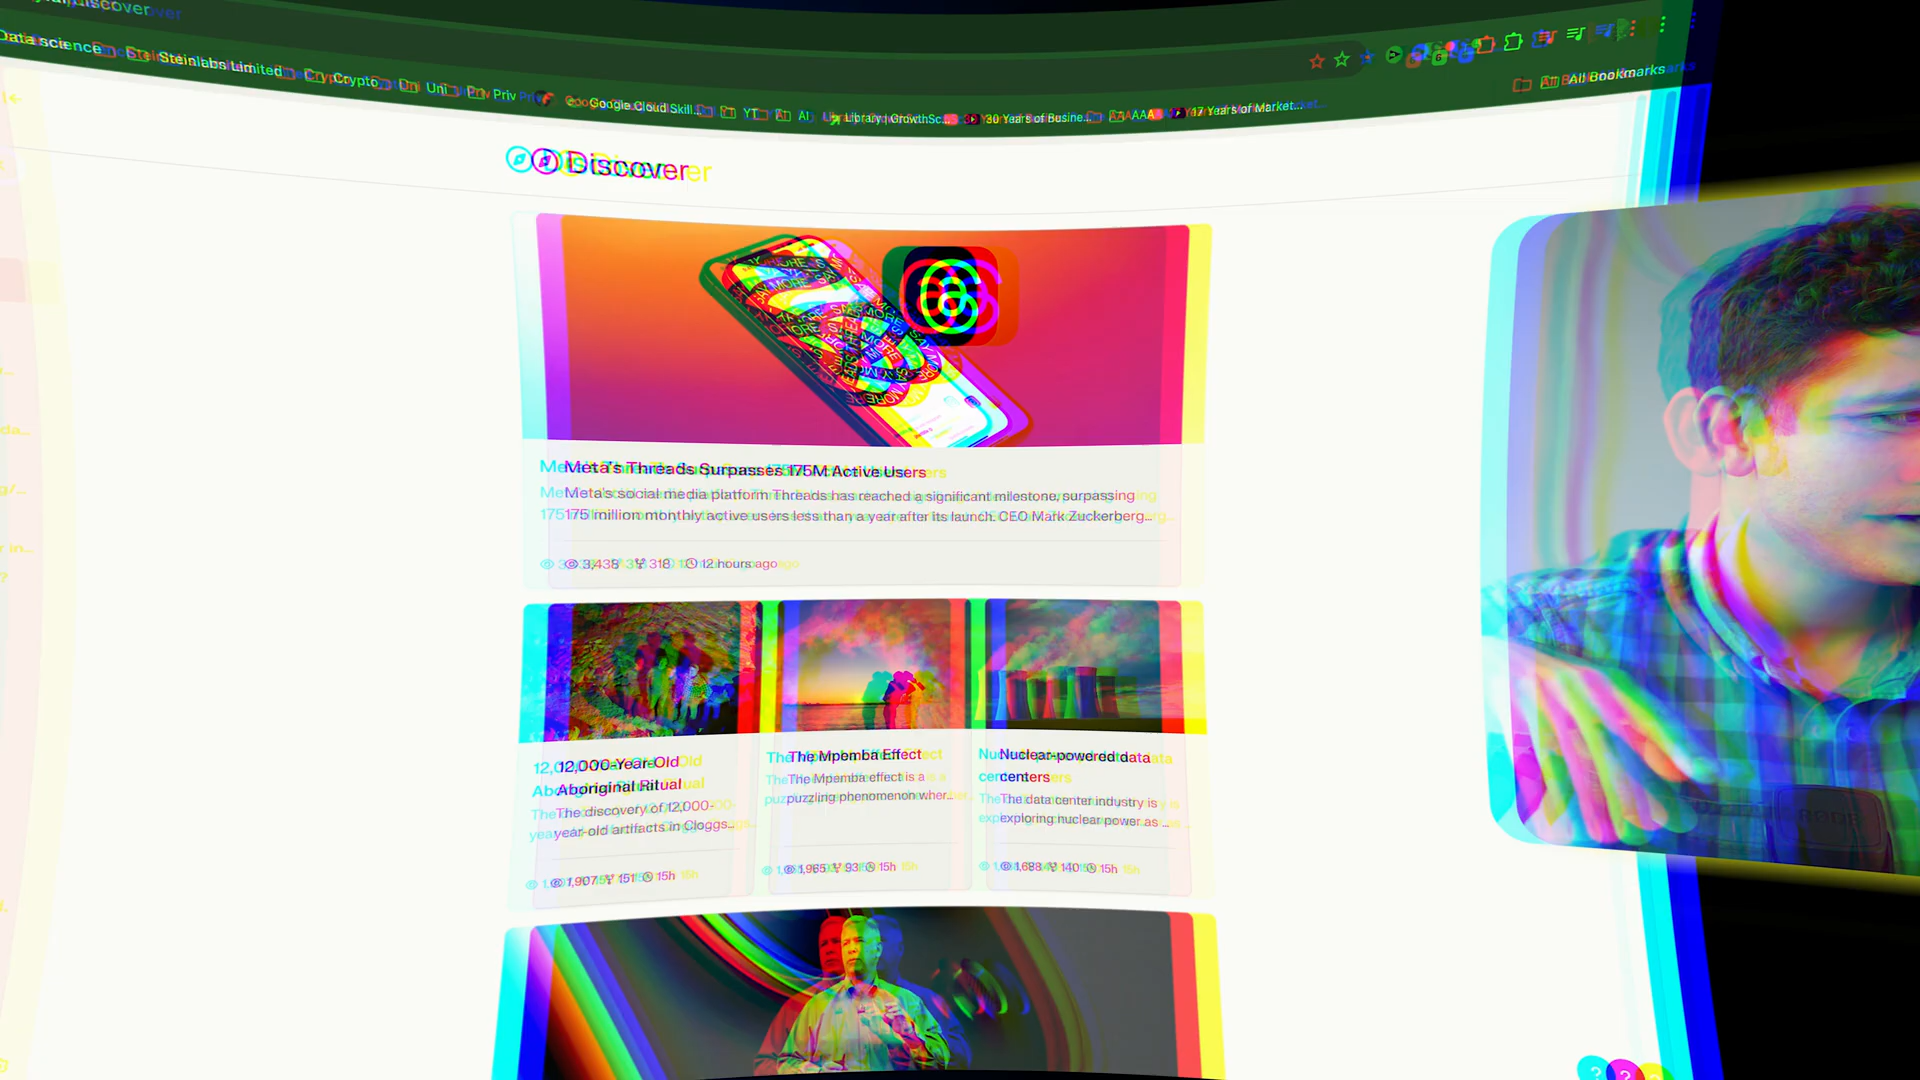 Discover
Data science
Steinlabs Limited
Crypto
Uni
Priv
Google Cloud Skill...
YT
AI
Library | GrowthSc...
30 Years of Busine...
AAA
17 Years of Market...
All Bookmarks
Discover
SAY MORE
Meta's Threads Surpasses 175M Active Users
Meta's social media platform Threads has reached a significant milestone, surpassing
175 million monthly active users less than a year after its launch. CEO Mark Zuckerberg...
3,438 318 12 hours ago
12,000-Year-Old
Aboriginal Ritual
The discovery of 12,000-
year-old artifacts in Cloggs...
1,907 151 15h
The Mpemba Effect
The Mpemba effect is a
puzzling phenomenon wher...
1,965 93 15h
Nuclear-powered data
centers
The data center industry is
exploring nuclear power as ...
1,688 140 15h
RODE
?